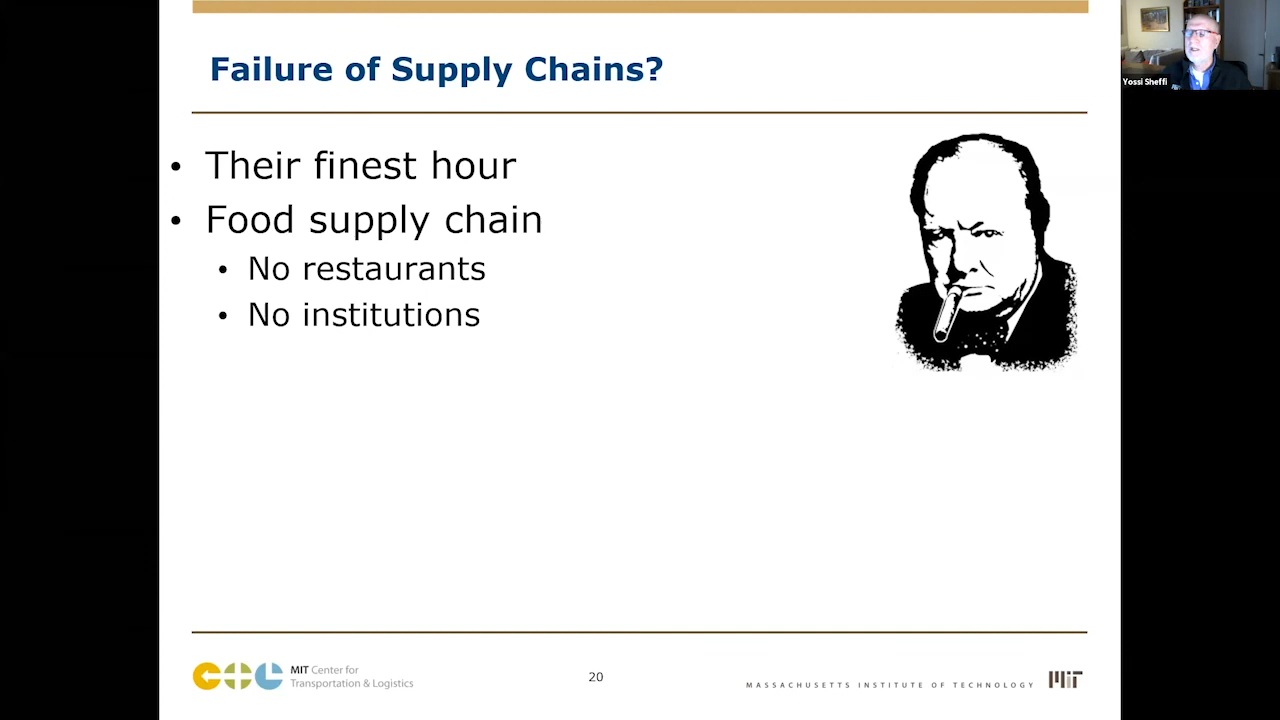 Failure of Supply Chains?
Yossi Sheffi
• Their finest hour
• Food supply chain
• No restaurants
• No institutions
MIT Center for
Transportation & Logistics
20
MASSACHUSETTS INSTITUTE OF TECHNOLOGY
MIT